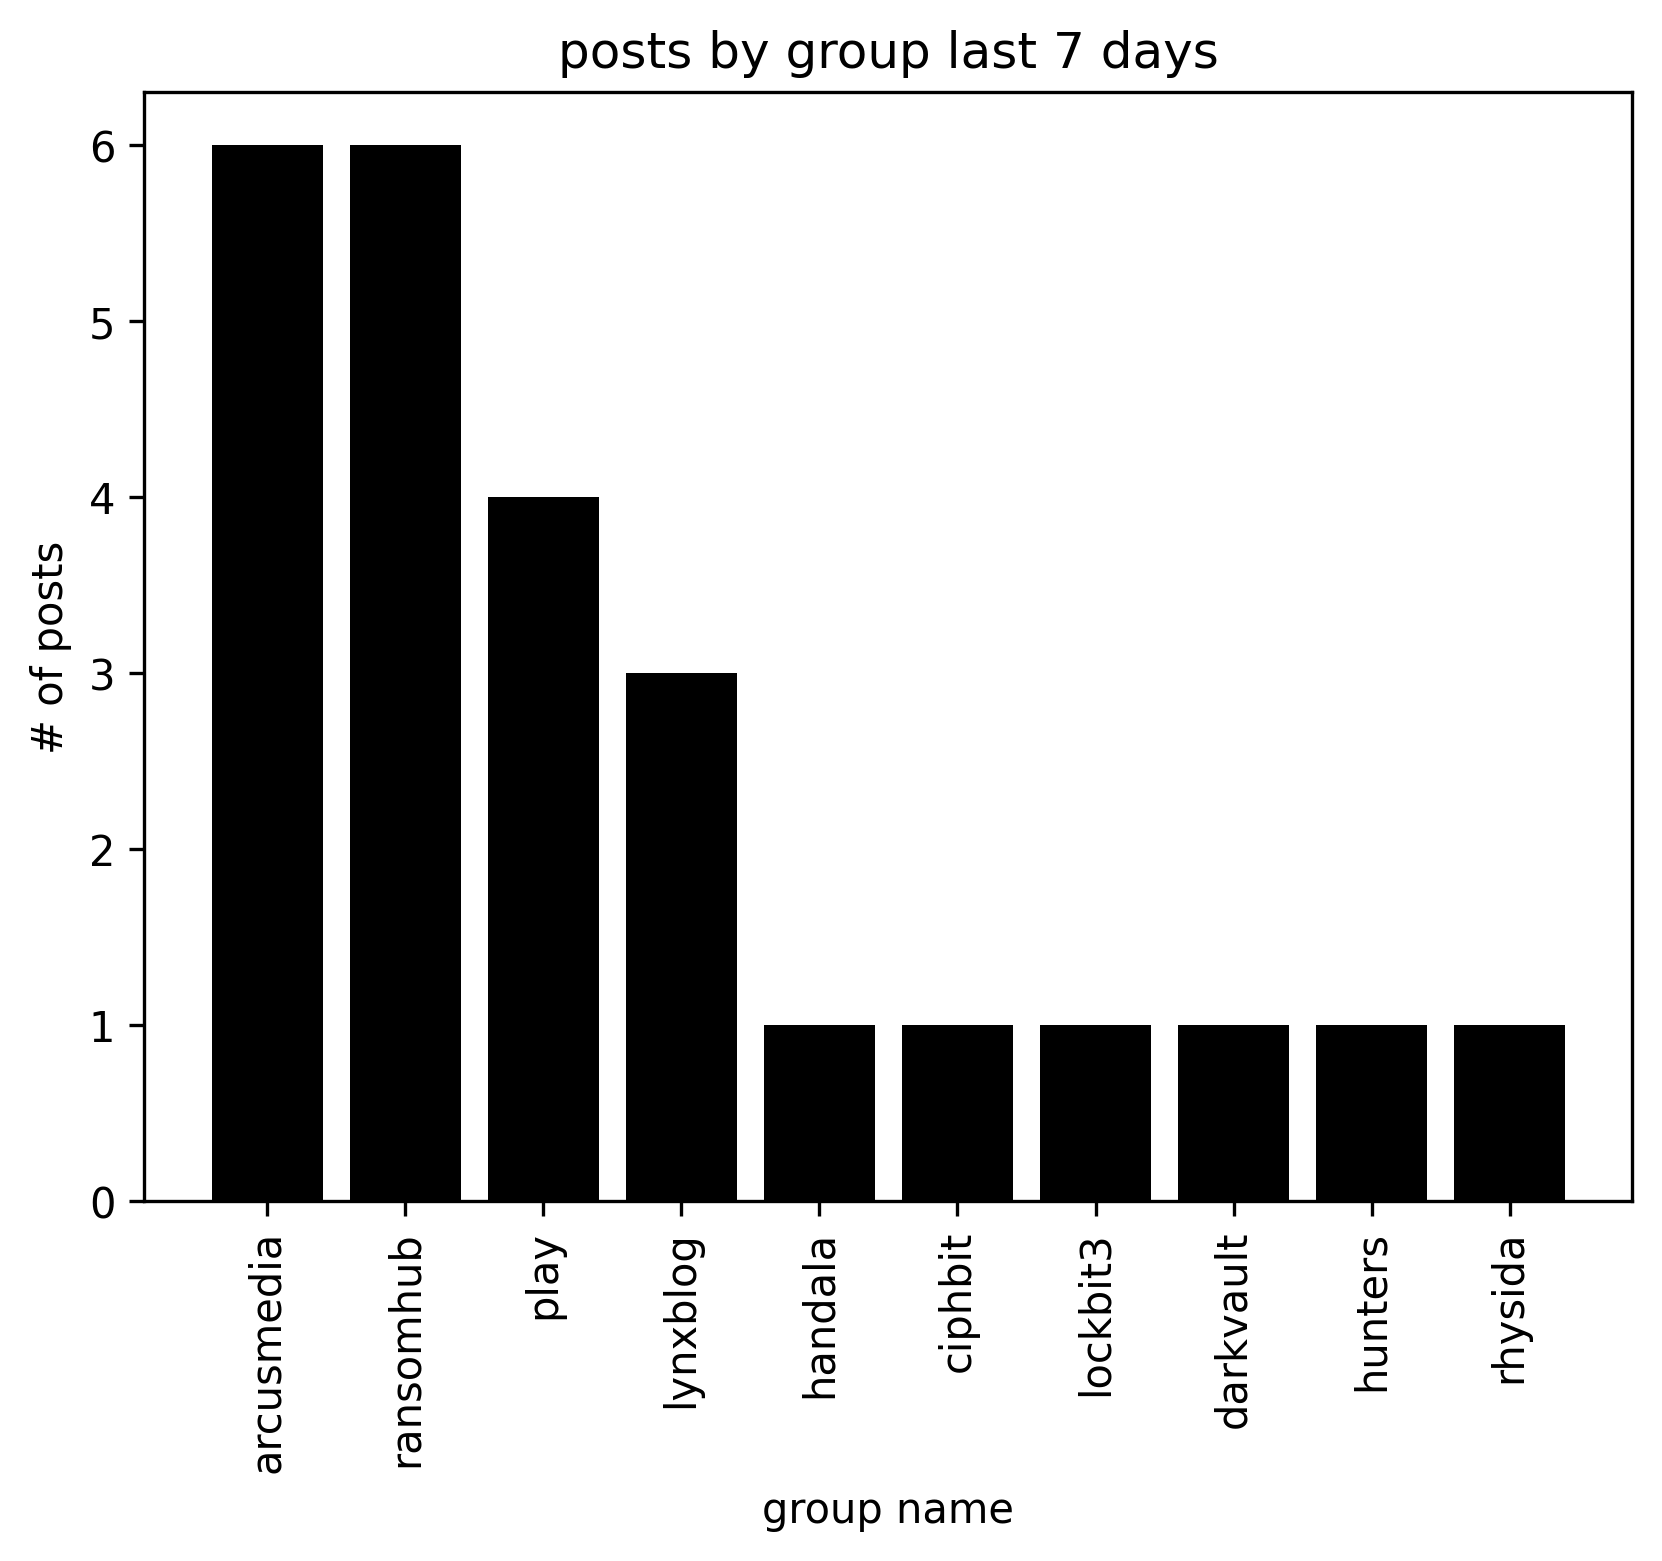 posts by group last 7 days
6
5
4
3
2
1
0
# of posts
arcusmedia
ransomhub
play
lynxblog
handala
ciphbit
lockbit3
darkvault
hunters
rhysida
group name